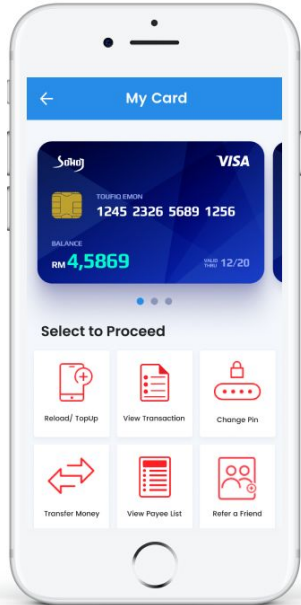 My Card
Sohoj
VISA
TOUFIQ EMON
1245 2326 5689 1256
BALANCE
RM 4,5869
VALID THRU 12/20
Select to Proceed
Reload/ TopUp
View Transaction
Change Pin
Transfer Money
View Payee List
Refer a Friend